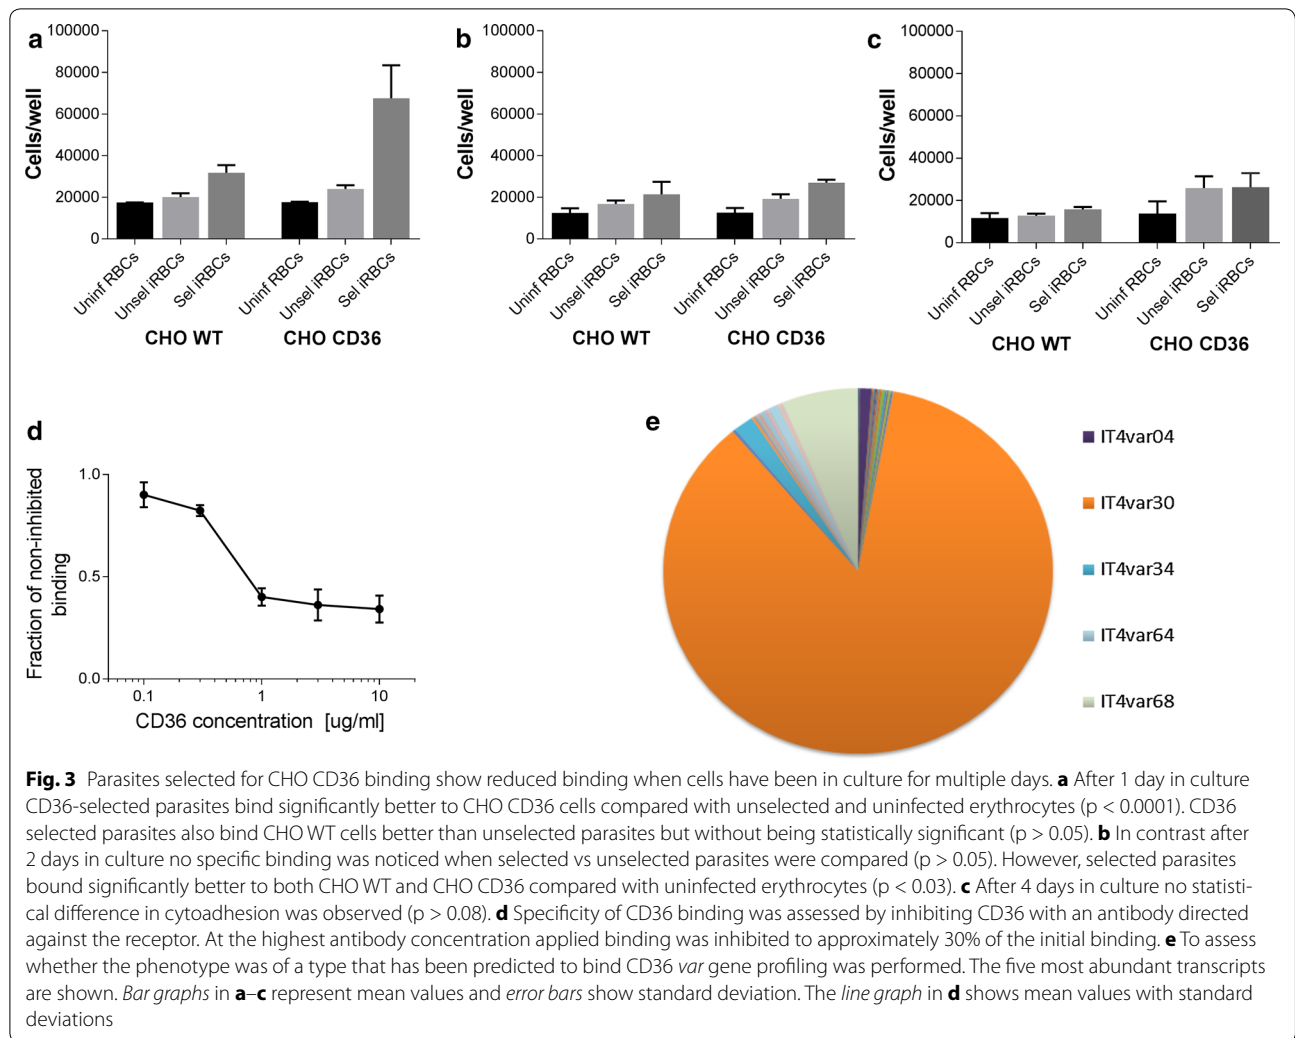 a
100000
80000
60000
40000
20000
0
Cells/well
Uninf RBCs
Unsel iRBCs
Sel iRBCs
Uninf RBCs
Unsel iRBCs
Sel iRBCs
CHO WT
CHO CD36
b
100000
80000
60000
40000
20000
0
Cells/well
Uninf RBCs
Unsel iRBCs
Sel iRBCs
Uninf RBCs
Unsel iRBCs
Sel iRBCs
CHO WT
CHO CD36
c
100000
80000
60000
40000
20000
0
Cells/well
Uninf RBCs
Unsel iRBCs
Sel iRBCs
Uninf RBCs
Unsel iRBCs
Sel iRBCs
CHO WT
CHO CD36
d
1.0
0.5
0.0
Fraction of non-inhibited
binding
0.1
1
10
CD36 concentration [ug/ml]
e
IT4var04
IT4var30
IT4var34
IT4var64
IT4var68
Fig. 3 Parasites selected for CHO CD36 binding show reduced binding when cells have been in culture for multiple days. a After 1 day in culture
CD36-selected parasites bind significantly better to CHO CD36 cells compared with unselected and uninfected erythrocytes (p < 0.0001). CD36
selected parasites also bind CHO WT cells better than unselected parasites but without being statistically significant (p > 0.05). b In contrast after
2 days in culture no specific binding was noticed when selected vs unselected parasites were compared (p > 0.05). However, selected parasites
bound significantly better to both CHO WT and CHO CD36 compared with uninfected erythrocytes (p < 0.03). c After 4 days in culture no statisti-
cal difference in cytoadhesion was observed (p > 0.08). d Specificity of CD36 binding was assessed by inhibiting CD36 with an antibody directed
against the receptor. At the highest antibody concentration applied binding was inhibited to approximately 30% of the initial binding. e To assess
whether the phenotype was of a type that has been predicted to bind CD36 var gene profiling was performed. The five most abundant transcripts
are shown. Bar graphs in a–c represent mean values and error bars show standard deviation. The line graph in d shows mean values with standard
deviations